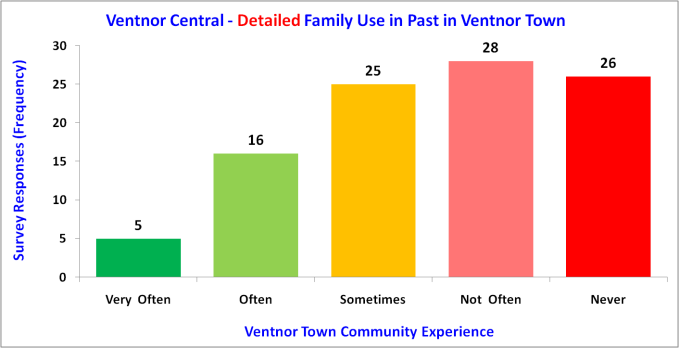 Ventnor Central - Detailed Family Use in Past in Ventnor Town
Survey Responses (Frequency)
30
25
20
15
10
5
0
5
16
25
28
26
Very Often
Often
Sometimes
Not Often
Never
Ventnor Town Community Experience